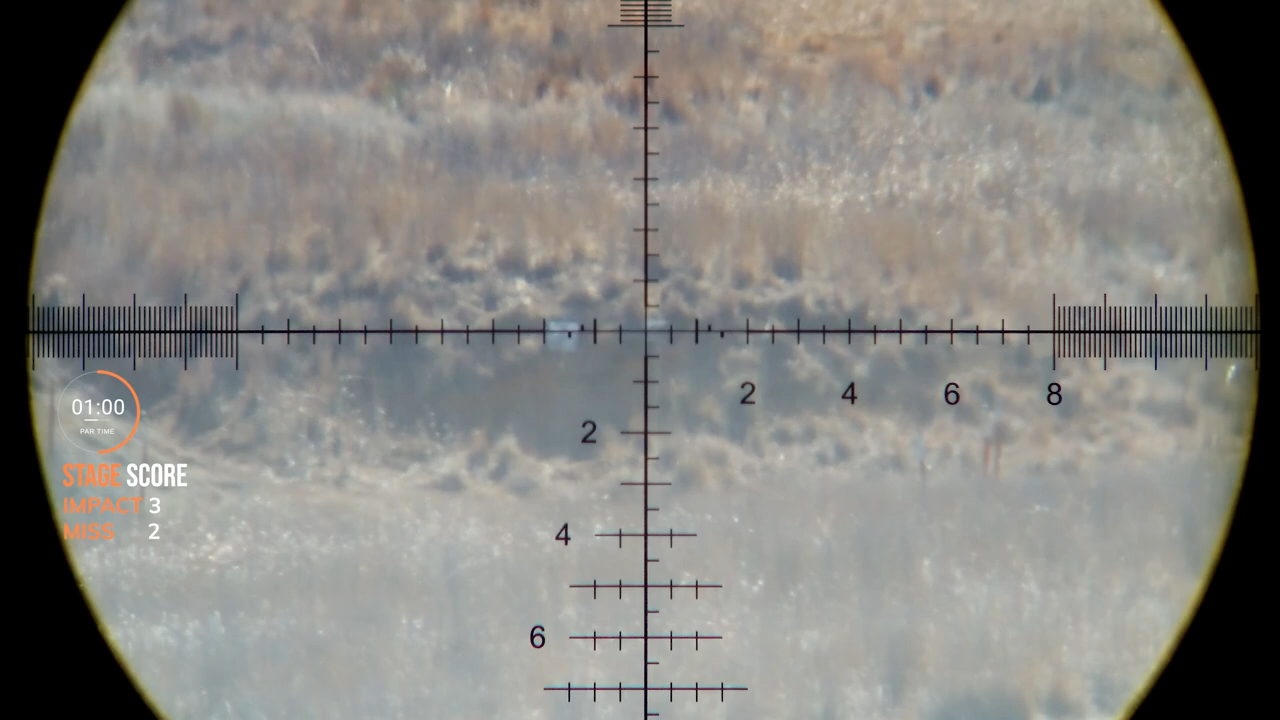 2 4 6 8
2
4
6
01:00
PAR TIME
STAGE SCORE
IMPACT 3
MISS 2